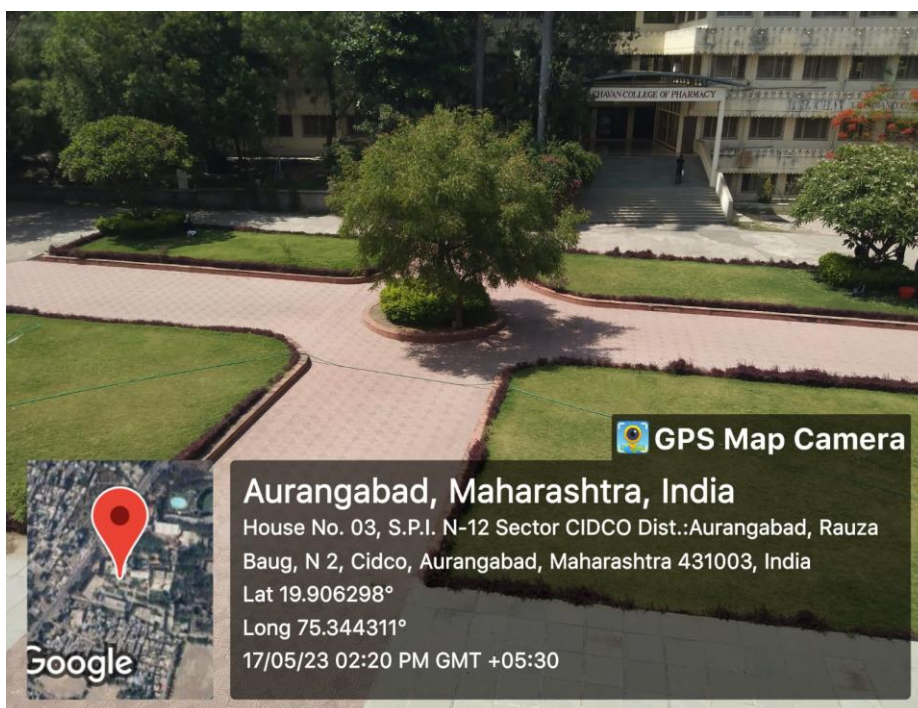 CHAVAN COLLEGE OF PHARMACY
GPS Map Camera
Aurangabad, Maharashtra, India
House No. 03, S.P.I. N-12 Sector CIDCO Dist.:Aurangabad, Rauza
Baug, N 2, Cidco, Aurangabad, Maharashtra 431003, India
Lat 19.906298°
Long 75.344311°
17/05/23 02:20 PM GMT +05:30
Google